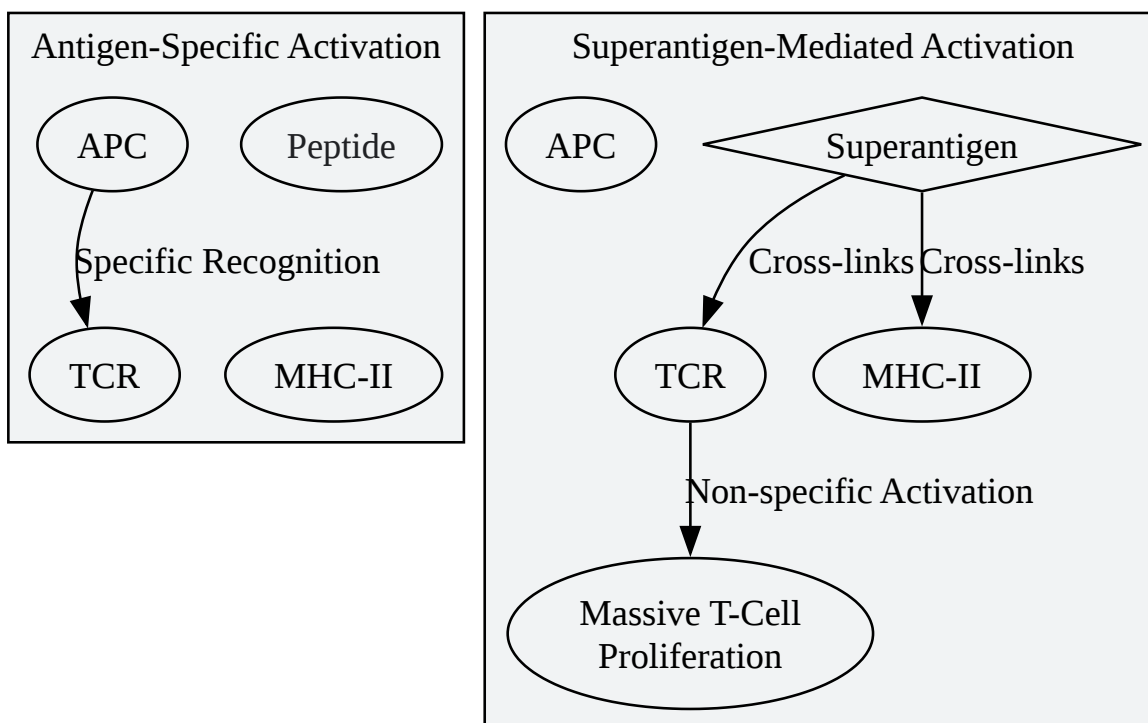 Antigen-Specific Activation
APC
Peptide
Specific Recognition
TCR
MHC-II
Superantigen-Mediated Activation
APC
Superantigen
Cross-links
Cross-links
TCR
MHC-II
Non-specific Activation
Massive T-Cell
Proliferation